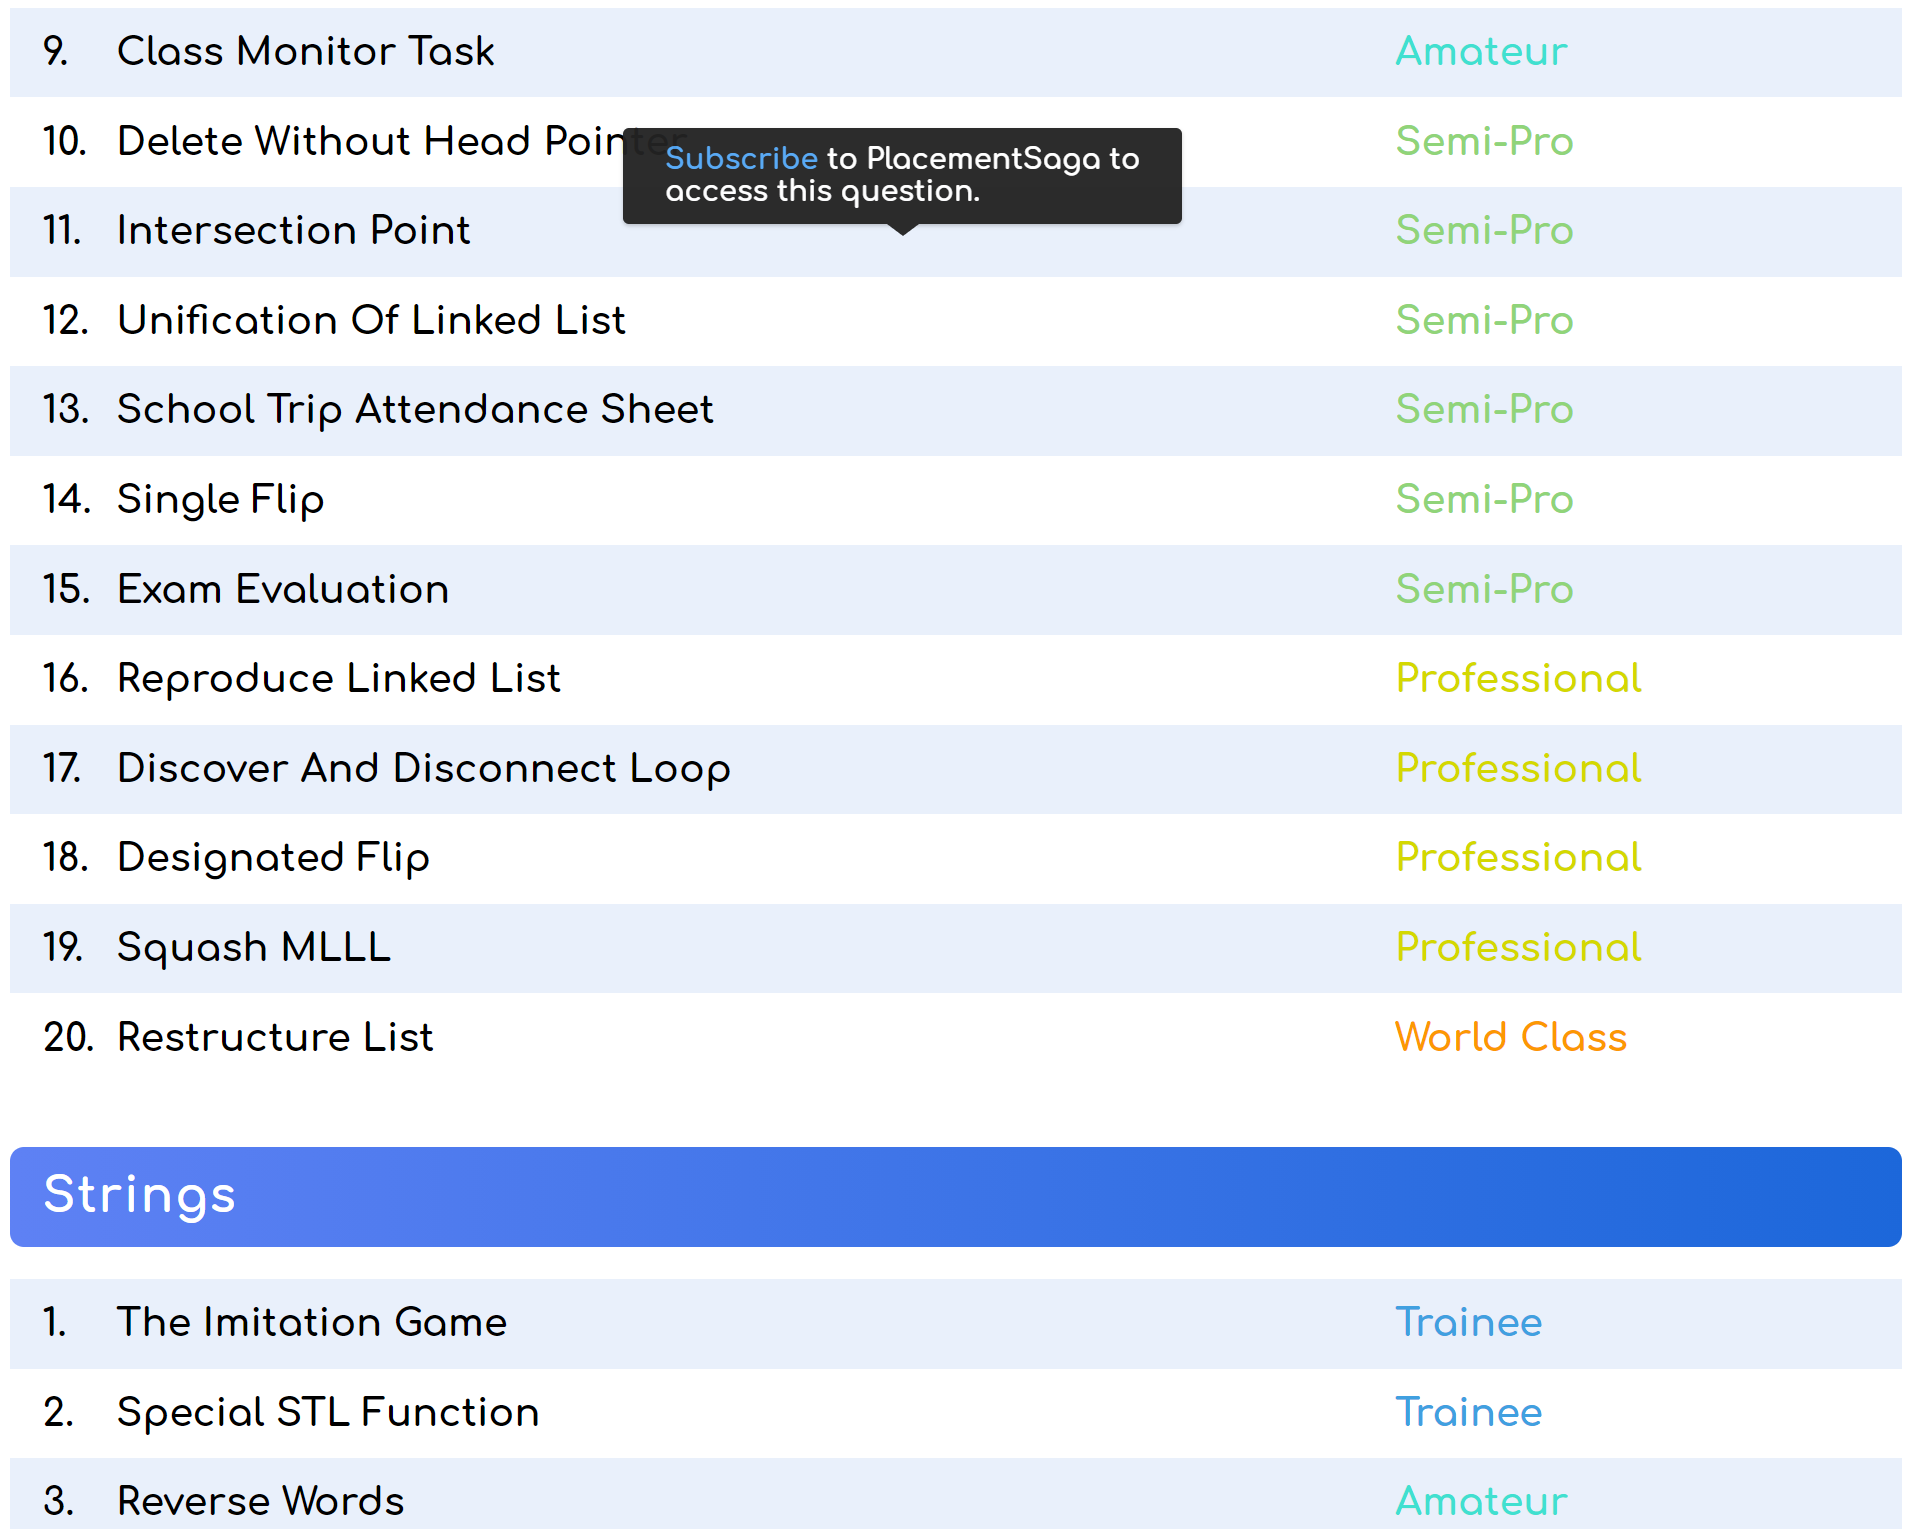 9. Class Monitor Task Amateur
10. Delete Without Head Pointer Semi-Pro
Subscribe to PlacementSaga to
access this question.
11. Intersection Point Semi-Pro
12. Unification Of Linked List Semi-Pro
13. School Trip Attendance Sheet Semi-Pro
14. Single Flip Semi-Pro
15. Exam Evaluation Semi-Pro
16. Reproduce Linked List Professional
17. Discover And Disconnect Loop Professional
18. Designated Flip Professional
19. Squash MLLL Professional
20. Restructure List World Class
Strings
1. The Imitation Game Trainee
2. Special STL Function Trainee
3. Reverse Words Amateur